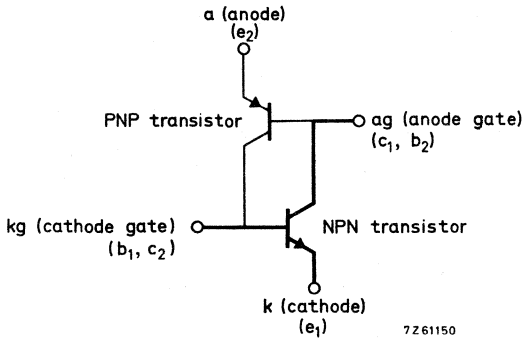 a (anode)
(e₂)
PNP transistor
ag (anode gate)
(c₁, b₂)
kg (cathode gate)
(b₁, c₂)
NPN transistor
k (cathode)
(e₁)
7Z61150